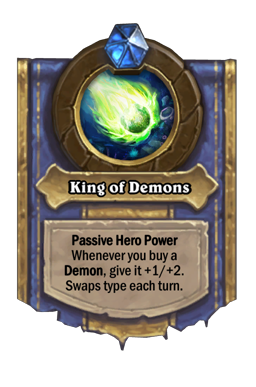 King of Demons
Passive Hero Power
Whenever you buy a
Demon, give it +1/+2.
Swaps type each turn.